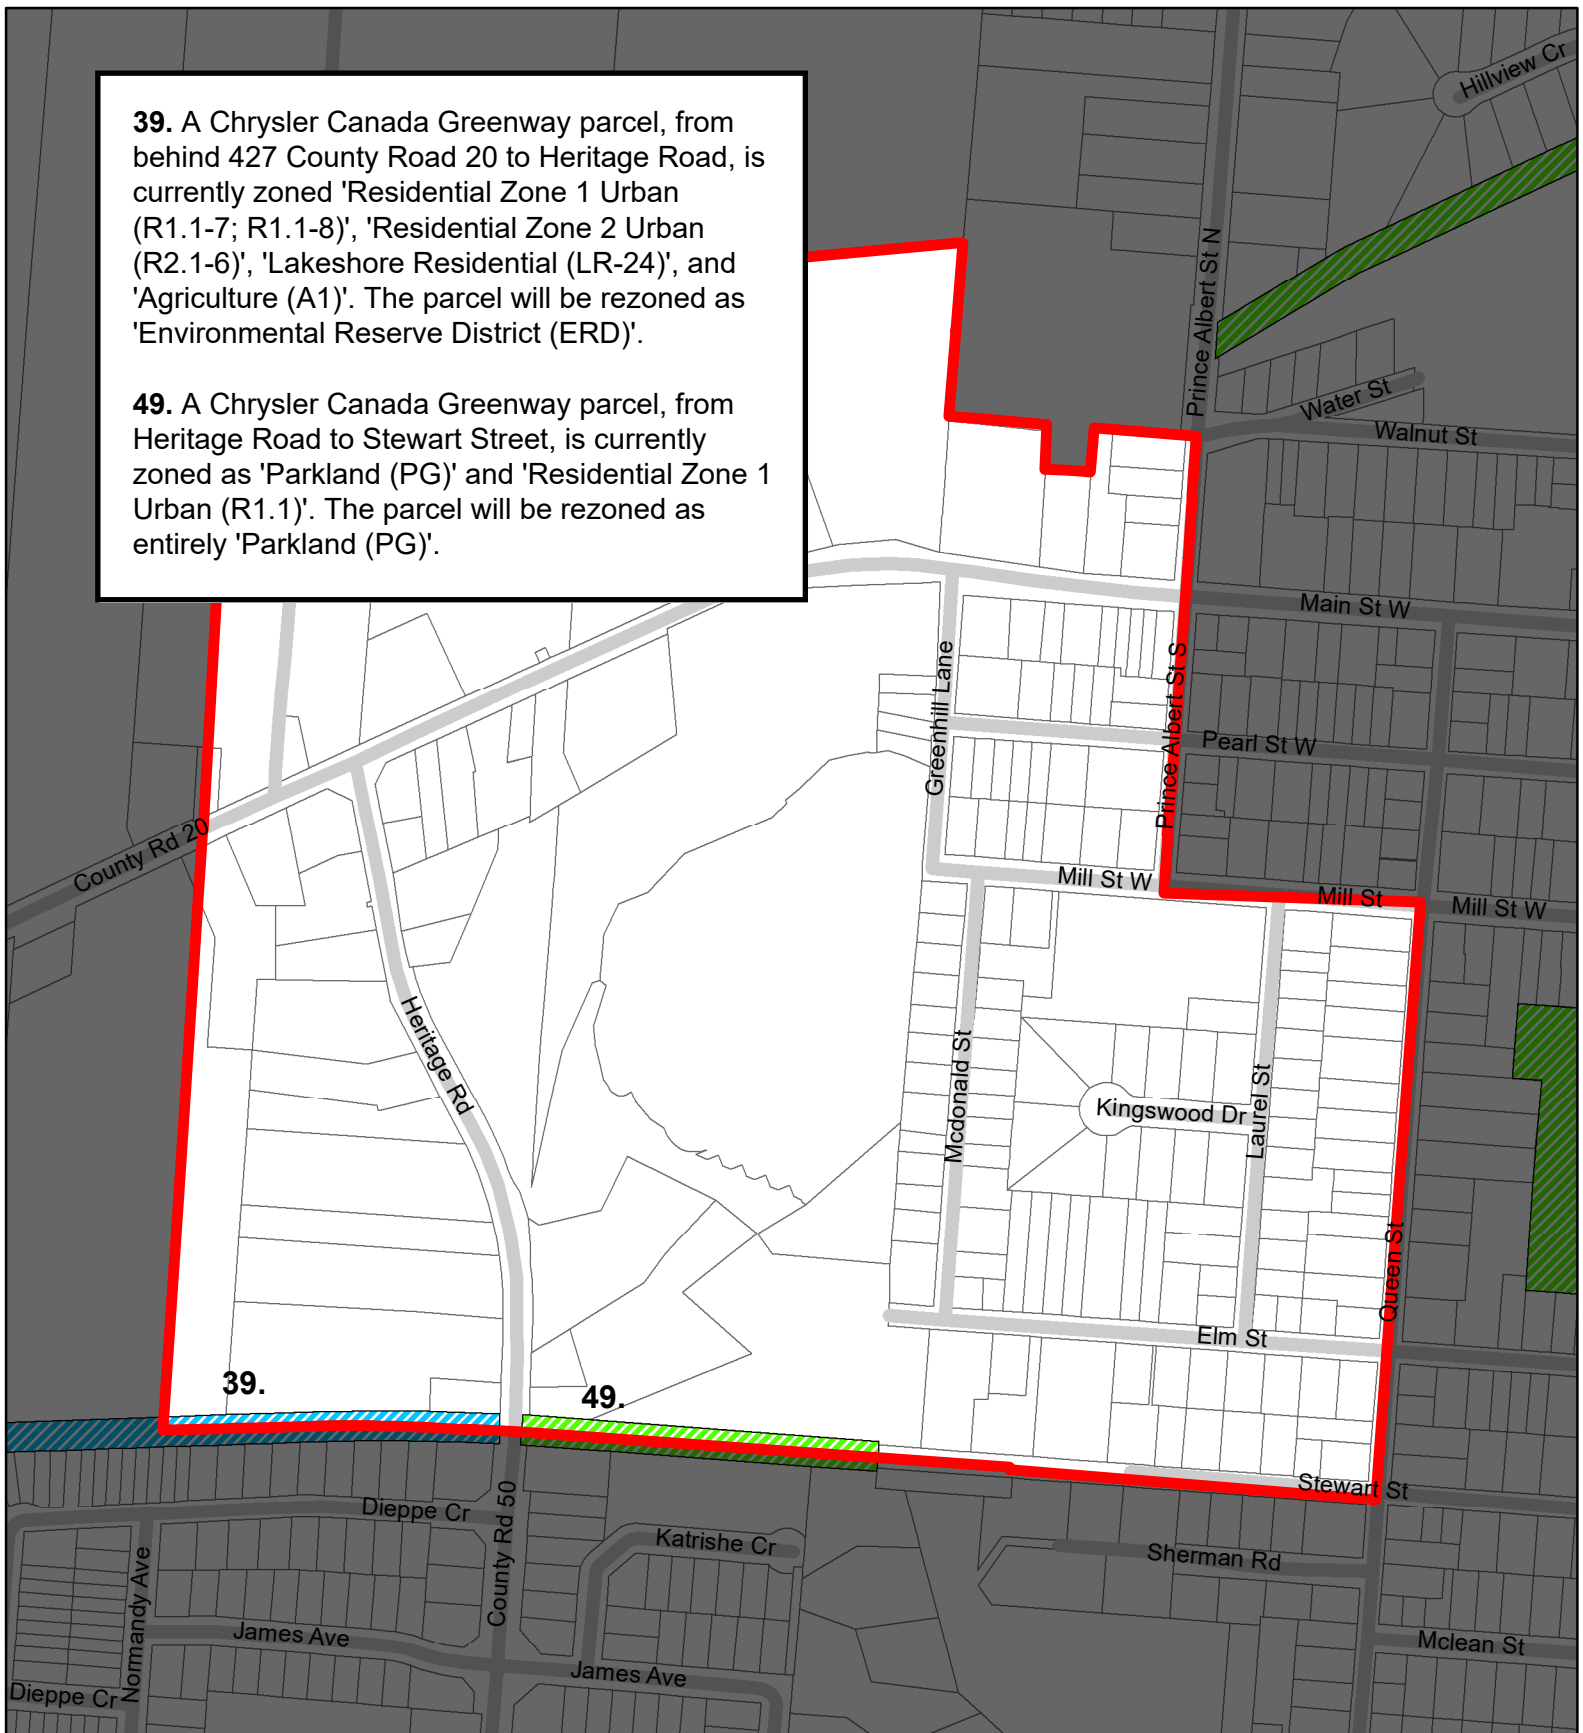 39. A Chrysler Canada Greenway parcel, from
behind 427 County Road 20 to Heritage Road, is
currently zoned 'Residential Zone 1 Urban
(R1.1-7; R1.1-8)', 'Residential Zone 2 Urban
(R2.1-6)', 'Lakeshore Residential (LR-24)', and
'Agriculture (A1)'. The parcel will be rezoned as
'Environmental Reserve District (ERD)'.
49. A Chrysler Canada Greenway parcel, from
Heritage Road to Stewart Street, is currently
zoned as 'Parkland (PG)' and 'Residential Zone 1
Urban (R1.1)'. The parcel will be rezoned as
entirely 'Parkland (PG)'.
Hillview Cr
Prince Albert St N
Water St
Walnut St
Main St W
Greenhill Lane
Prince Albert St S
Pearl St W
County Rd 20
Mill St W
Mill St
Mill St W
Heritage Rd
Mcdonald St
Kingswood Dr
Laurel St
Queen St
Elm St
39.
49.
Stewart St
Dieppe Cr
County Rd 50
Katrishe Cr
Sherman Rd
Normandy Ave
James Ave
James Ave
Mclean St
Dieppe Cr